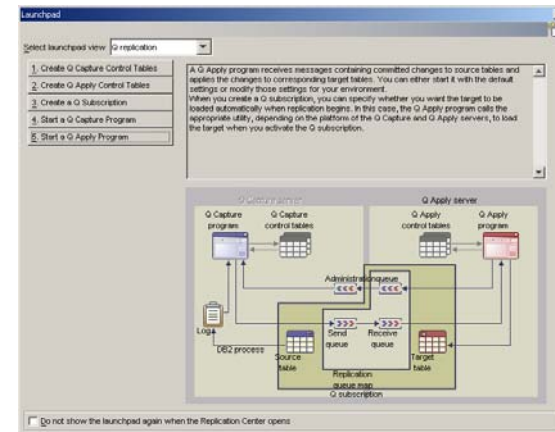 Launchpad
Select launchpad view Q replication
1. Create Q Capture Control Tables
2. Create Q Apply Control Tables
3. Create a Q Subscription
4. Start a Q Capture Program
5. Start a Q Apply Program
A Q Apply program receives messages containing committed changes to source tables and
applies the changes to corresponding target tables. You can either start it with the default
settings or modify those settings for your environment.
When you create a Q subscription, you can specify whether you want the target to be
loaded automatically when replication begins. In this case, the Q Apply program calls the
appropriate utility, depending on the platform of the Q Capture and Q Apply servers, to load
the target when you activate the Q subscription.
Q Capture server
Q Apply server
Q Capture
program
Q Capture
control tables
Q Apply
control tables
Q Apply
program
Administration queue
Log
DB2 process
Source
table
Send
queue
Receive
queue
Target
table
Replication
queue map
Q subscription
Do not show the launchpad again when the Replication Center opens